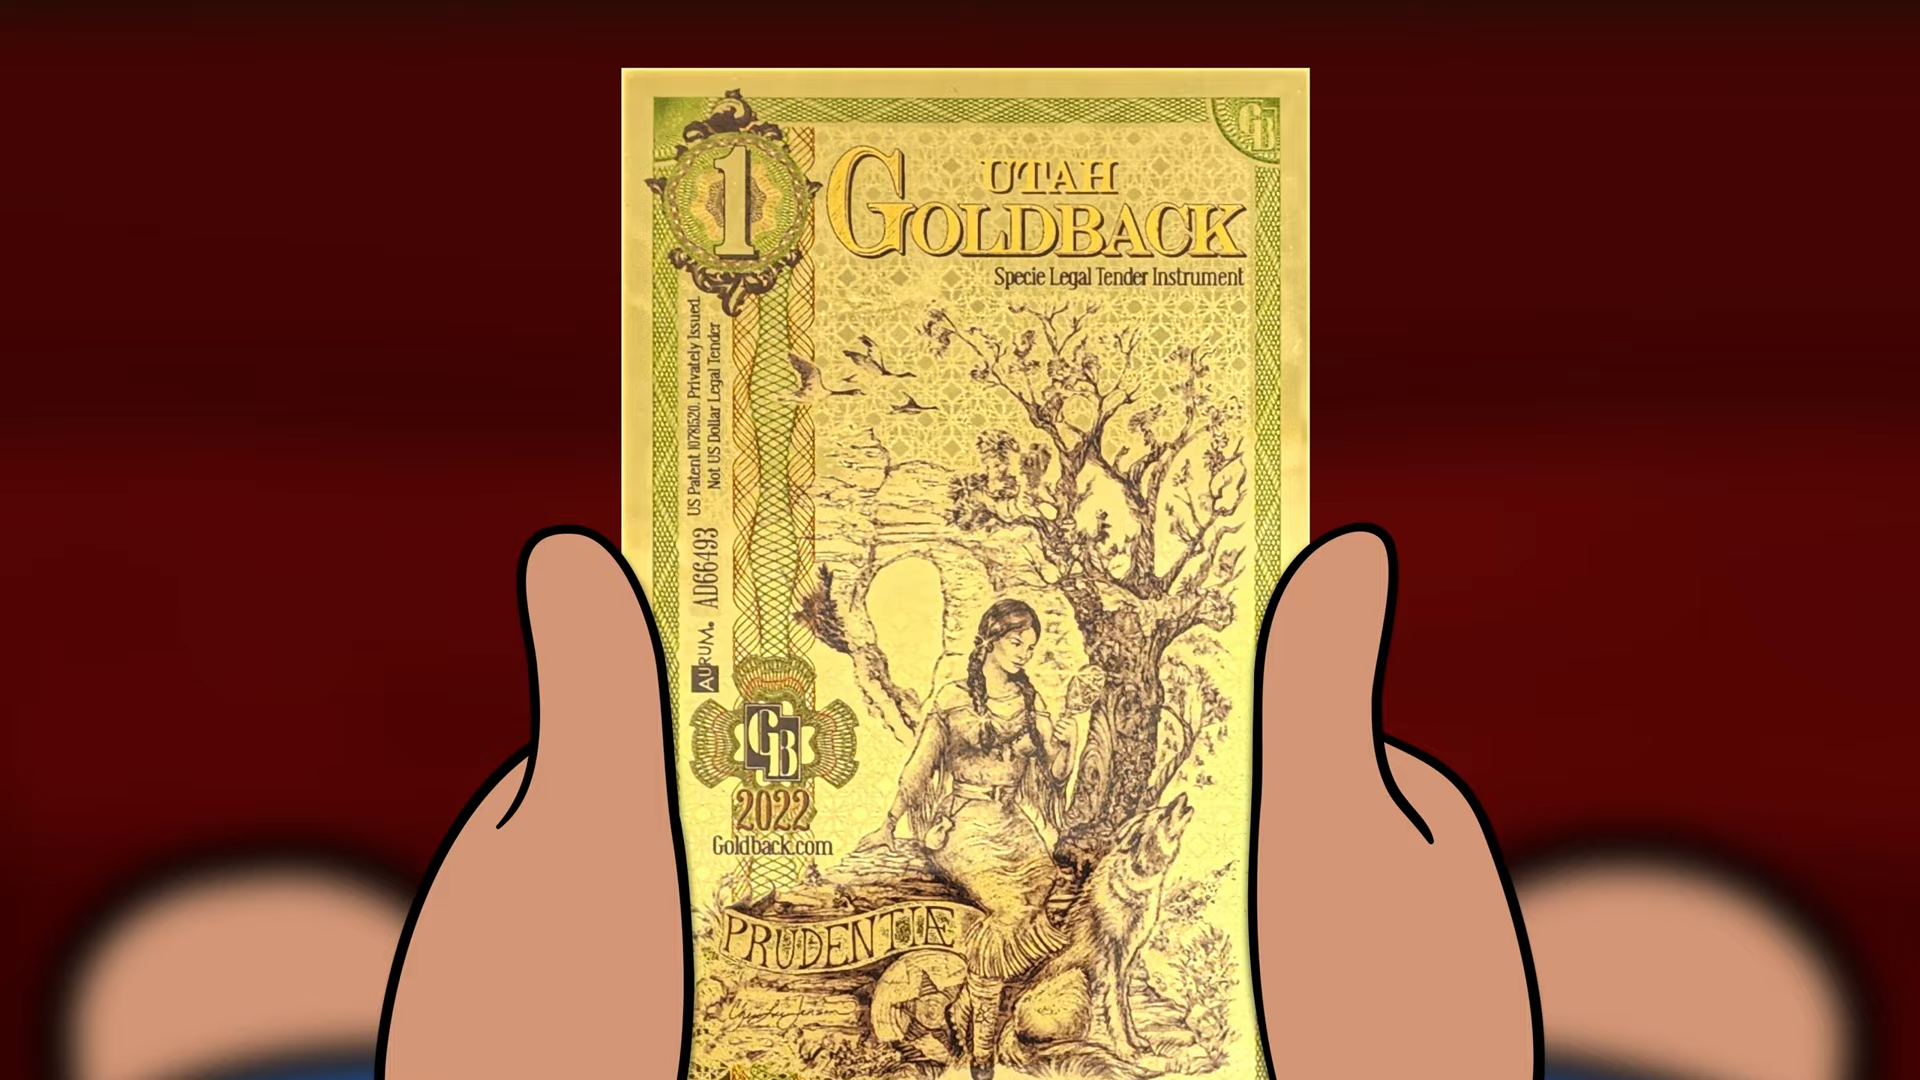 1
UTAH
GOLDBACK
Specie Legal Tender Instrument
GB
US Patent 10781520. Privately Issued.
Not US Dollar Legal Tender
AD66493
AURUM
GB
2022
Goldback.com
PRUDENTIÆ